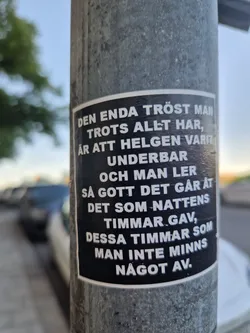 DEN ENDA TRÖST MAN
TROTS ALLT HAR,
ÄR ATT HELGEN VARIT
UNDERBAR
OCH MAN LER
SÅ GOTT DET GÅR ÅT
DET SOM NATTENS
TIMMAR GAV,
DESSA TIMMAR SOM
MAN INTE MINNS
NÅGOT AV.